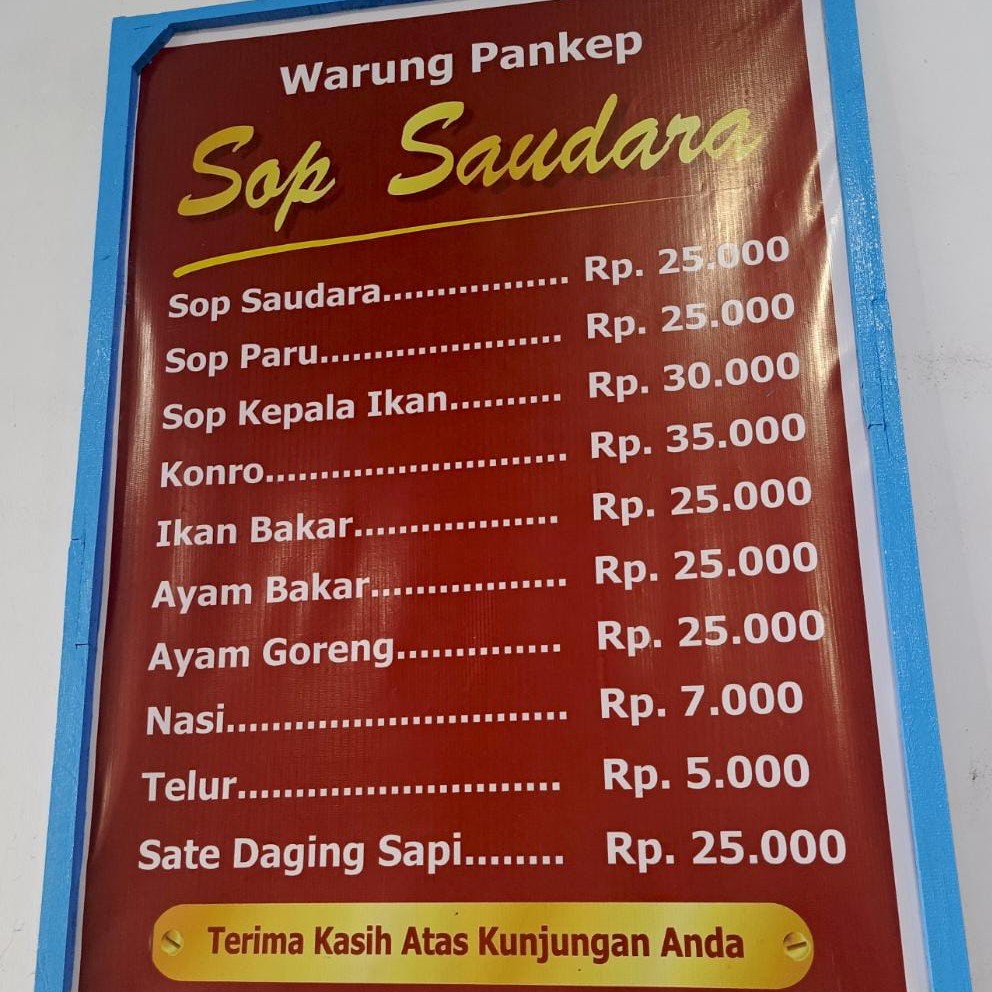 Warung Pankep
Sop Saudara
Sop Saudara.................. Rp. 25.000
Sop Paru....................... Rp. 25.000
Sop Kepala Ikan.......... Rp. 30.000
Konro........................... Rp. 35.000
Ikan Bakar.................. Rp. 25.000
Ayam Bakar................ Rp. 25.000
Ayam Goreng............. Rp. 25.000
Nasi............................. Rp. 7.000
Telur.......................... Rp. 5.000
Sate Daging Sapi........ Rp. 25.000
Terima Kasih Atas Kunjungan Anda